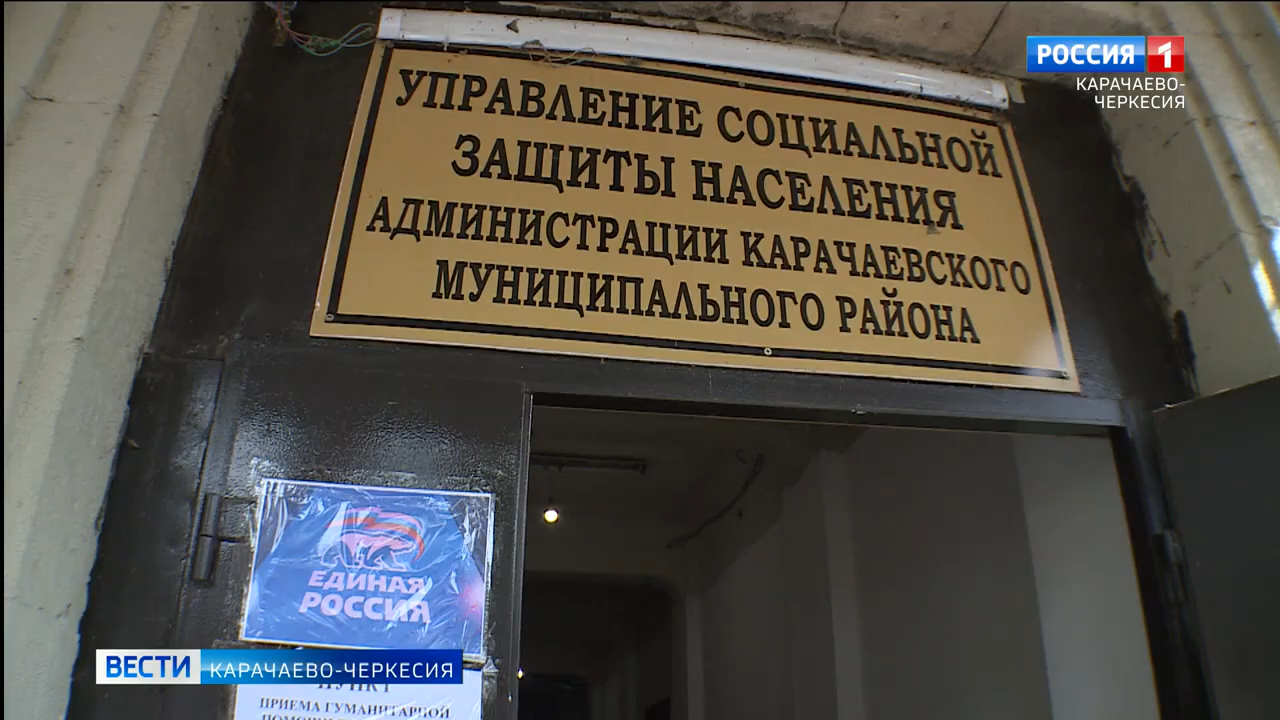 РОССИЯ 1
КАРАЧАЕВО-
ЧЕРКЕСИЯ
УПРАВЛЕНИЕ СОЦИАЛЬНОЙ
ЗАЩИТЫ НАСЕЛЕНИЯ
АДМИНИСТРАЦИИ КАРАЧАЕВСКОГО
МУНИЦИПАЛЬНОГО РАЙОНА
ЕДИНАЯ
РОССИЯ
ВЕСТИ КАРАЧАЕВО-ЧЕРКЕСИЯ
ПУНКТ
ПРИЕМА ГУМАНИТАРНОЙ